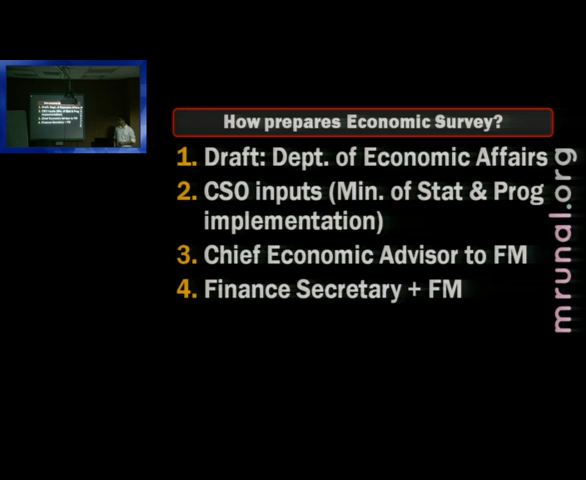 How prepares Economic Survey?
1. Draft: Dept. of Economic Affairs
2. CSO inputs (Min. of Stat & Prog
implementation)
3. Chief Economic Advisor to FM
4. Finance Secretary + FM
mrunal.org